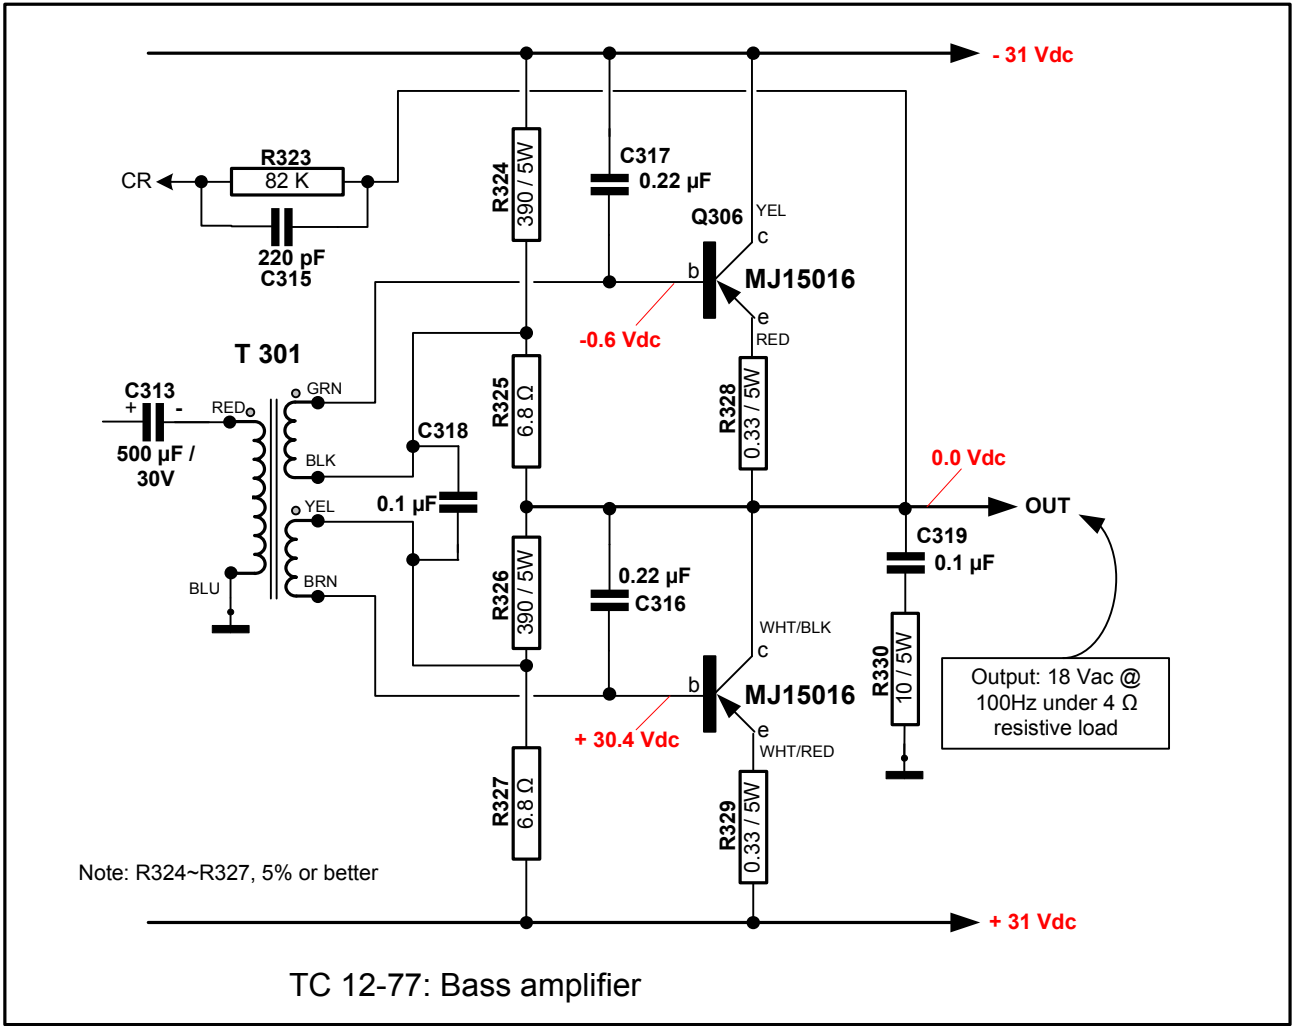 - 31 Vdc
R323
82 K
CR
220 pF
C315
R324
390 / 5W
C317
0.22 µF
Q306
YEL
c
b
MJ15016
e
RED
-0.6 Vdc
T 301
C313
+ -
500 µF /
30V
RED
GRN
BLK
YEL
BRN
BLU
C318
0.1 µF
R325
6.8 Ω
R328
0.33 / 5W
0.0 Vdc
OUT
R326
390 / 5W
0.22 µF
C316
C319
0.1 µF
WHT/BLK
c
b
MJ15016
e
WHT/RED
+ 30.4 Vdc
R330
10 / 5W
Output: 18 Vac @
100Hz under 4 Ω
resistive load
R327
6.8 Ω
R329
0.33 / 5W
Note: R324~R327, 5% or better
+ 31 Vdc
TC 12-77: Bass amplifier